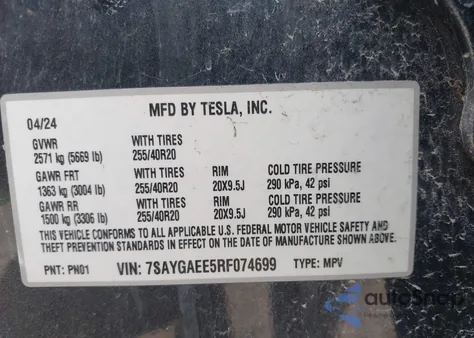 MFD BY TESLA, INC.
04/24
GVWR WITH TIRES
2571 kg (5669 lb) 255/40R20
GAWR FRT WITH TIRES RIM COLD TIRE PRESSURE
1363 kg (3004 lb) 255/40R20 20X9.5J 290 kPa, 42 psi
GAWR RR WITH TIRES RIM COLD TIRE PRESSURE
1500 kg (3306 lb) 255/40R20 20X9.5J 290 kPa, 42 psi
THIS VEHICLE CONFORMS TO ALL APPLICABLE U.S. FEDERAL MOTOR VEHICLE SAFETY AND
THEFT STANDARDS IN EFFECT ON THE DATE OF MANUFACTURE SHOWN ABOVE.
PNT: PN01 VIN: 7SAYGAEE5RF074699 TYPE: MPV